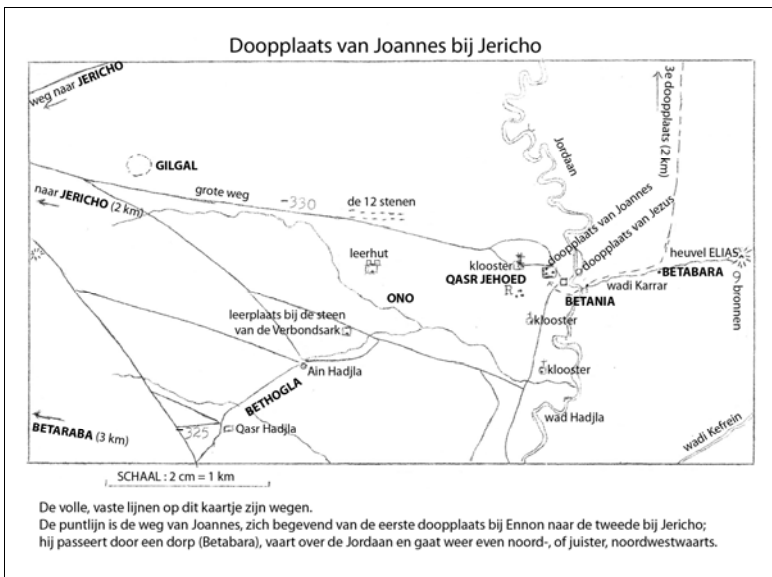 Doopplaats van Joannes bij Jericho
weg naar JERICHO
3e doopplaats (2 km)
Jordaan
GILGAL
grote weg
-330
de 12 stenen
naar JERICHO (2 km)
doopplaats van Joannes
doopplaats van Jezus
leerhut
klooster
QASR JEHOED
R
heuvel ELIAS
BETABARA
wadi Karrar
9 bronnen
BETANIA
ONO
leerplaats bij de steen
van de Verbondsark
klooster
Ain Hadjla
klooster
BETHOGLA
wad Hadjla
BETARABA (3 km)
-325
Qasr Hadjla
wadi Kefrein
SCHAAL : 2 cm = 1 km
De volle, vaste lijnen op dit kaartje zijn wegen.
De puntlijn is de weg van Joannes, zich begevend van de eerste doopplaats bij Ennon naar de tweede bij Jericho;
hij passeert door een dorp (Betabara), vaart over de Jordaan en gaat weer even noord-, of juister, noordwestwaarts.